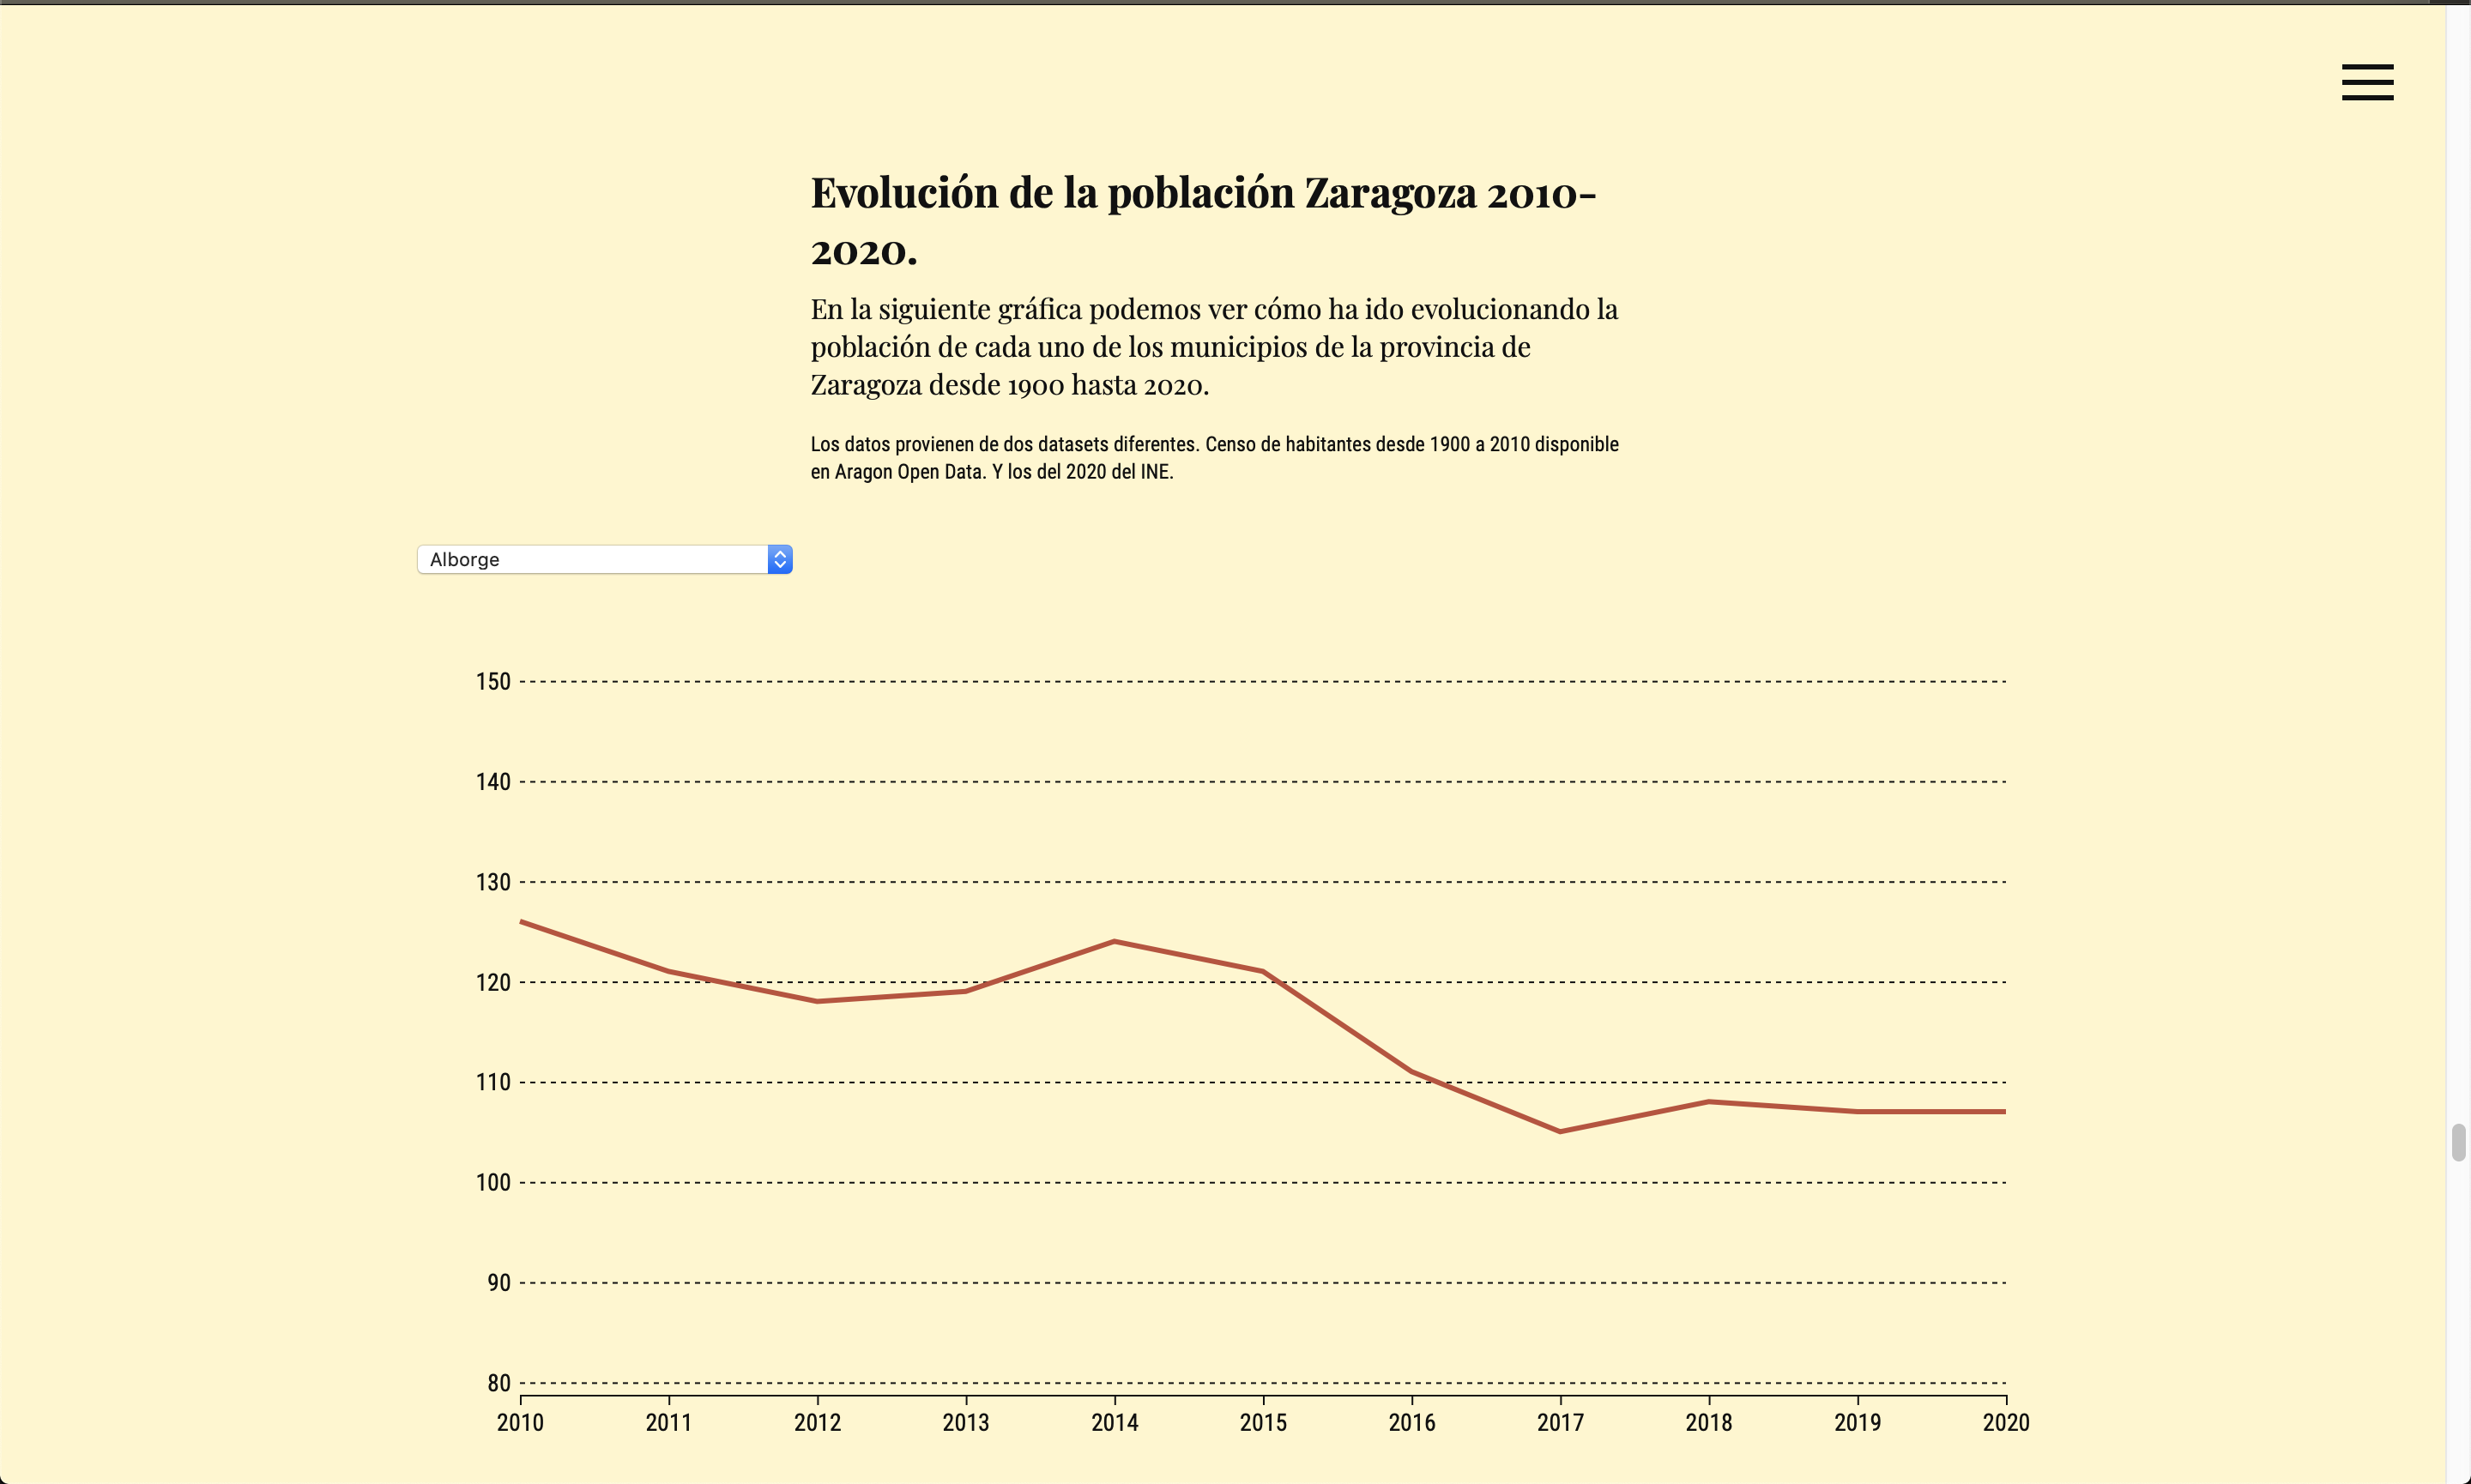 Evolución de la población Zaragoza 2010-
2020.
En la siguiente gráfica podemos ver cómo ha ido evolucionando la
población de cada uno de los municipios de la provincia de
Zaragoza desde 1900 hasta 2020.
Los datos provienen de dos datasets diferentes. Censo de habitantes desde 1900 a 2010 disponible
en Aragon Open Data. Y los del 2020 del INE.
Alborge
150
140
130
120
110
100
90
80
2010 2011 2012 2013 2014 2015 2016 2017 2018 2019 2020